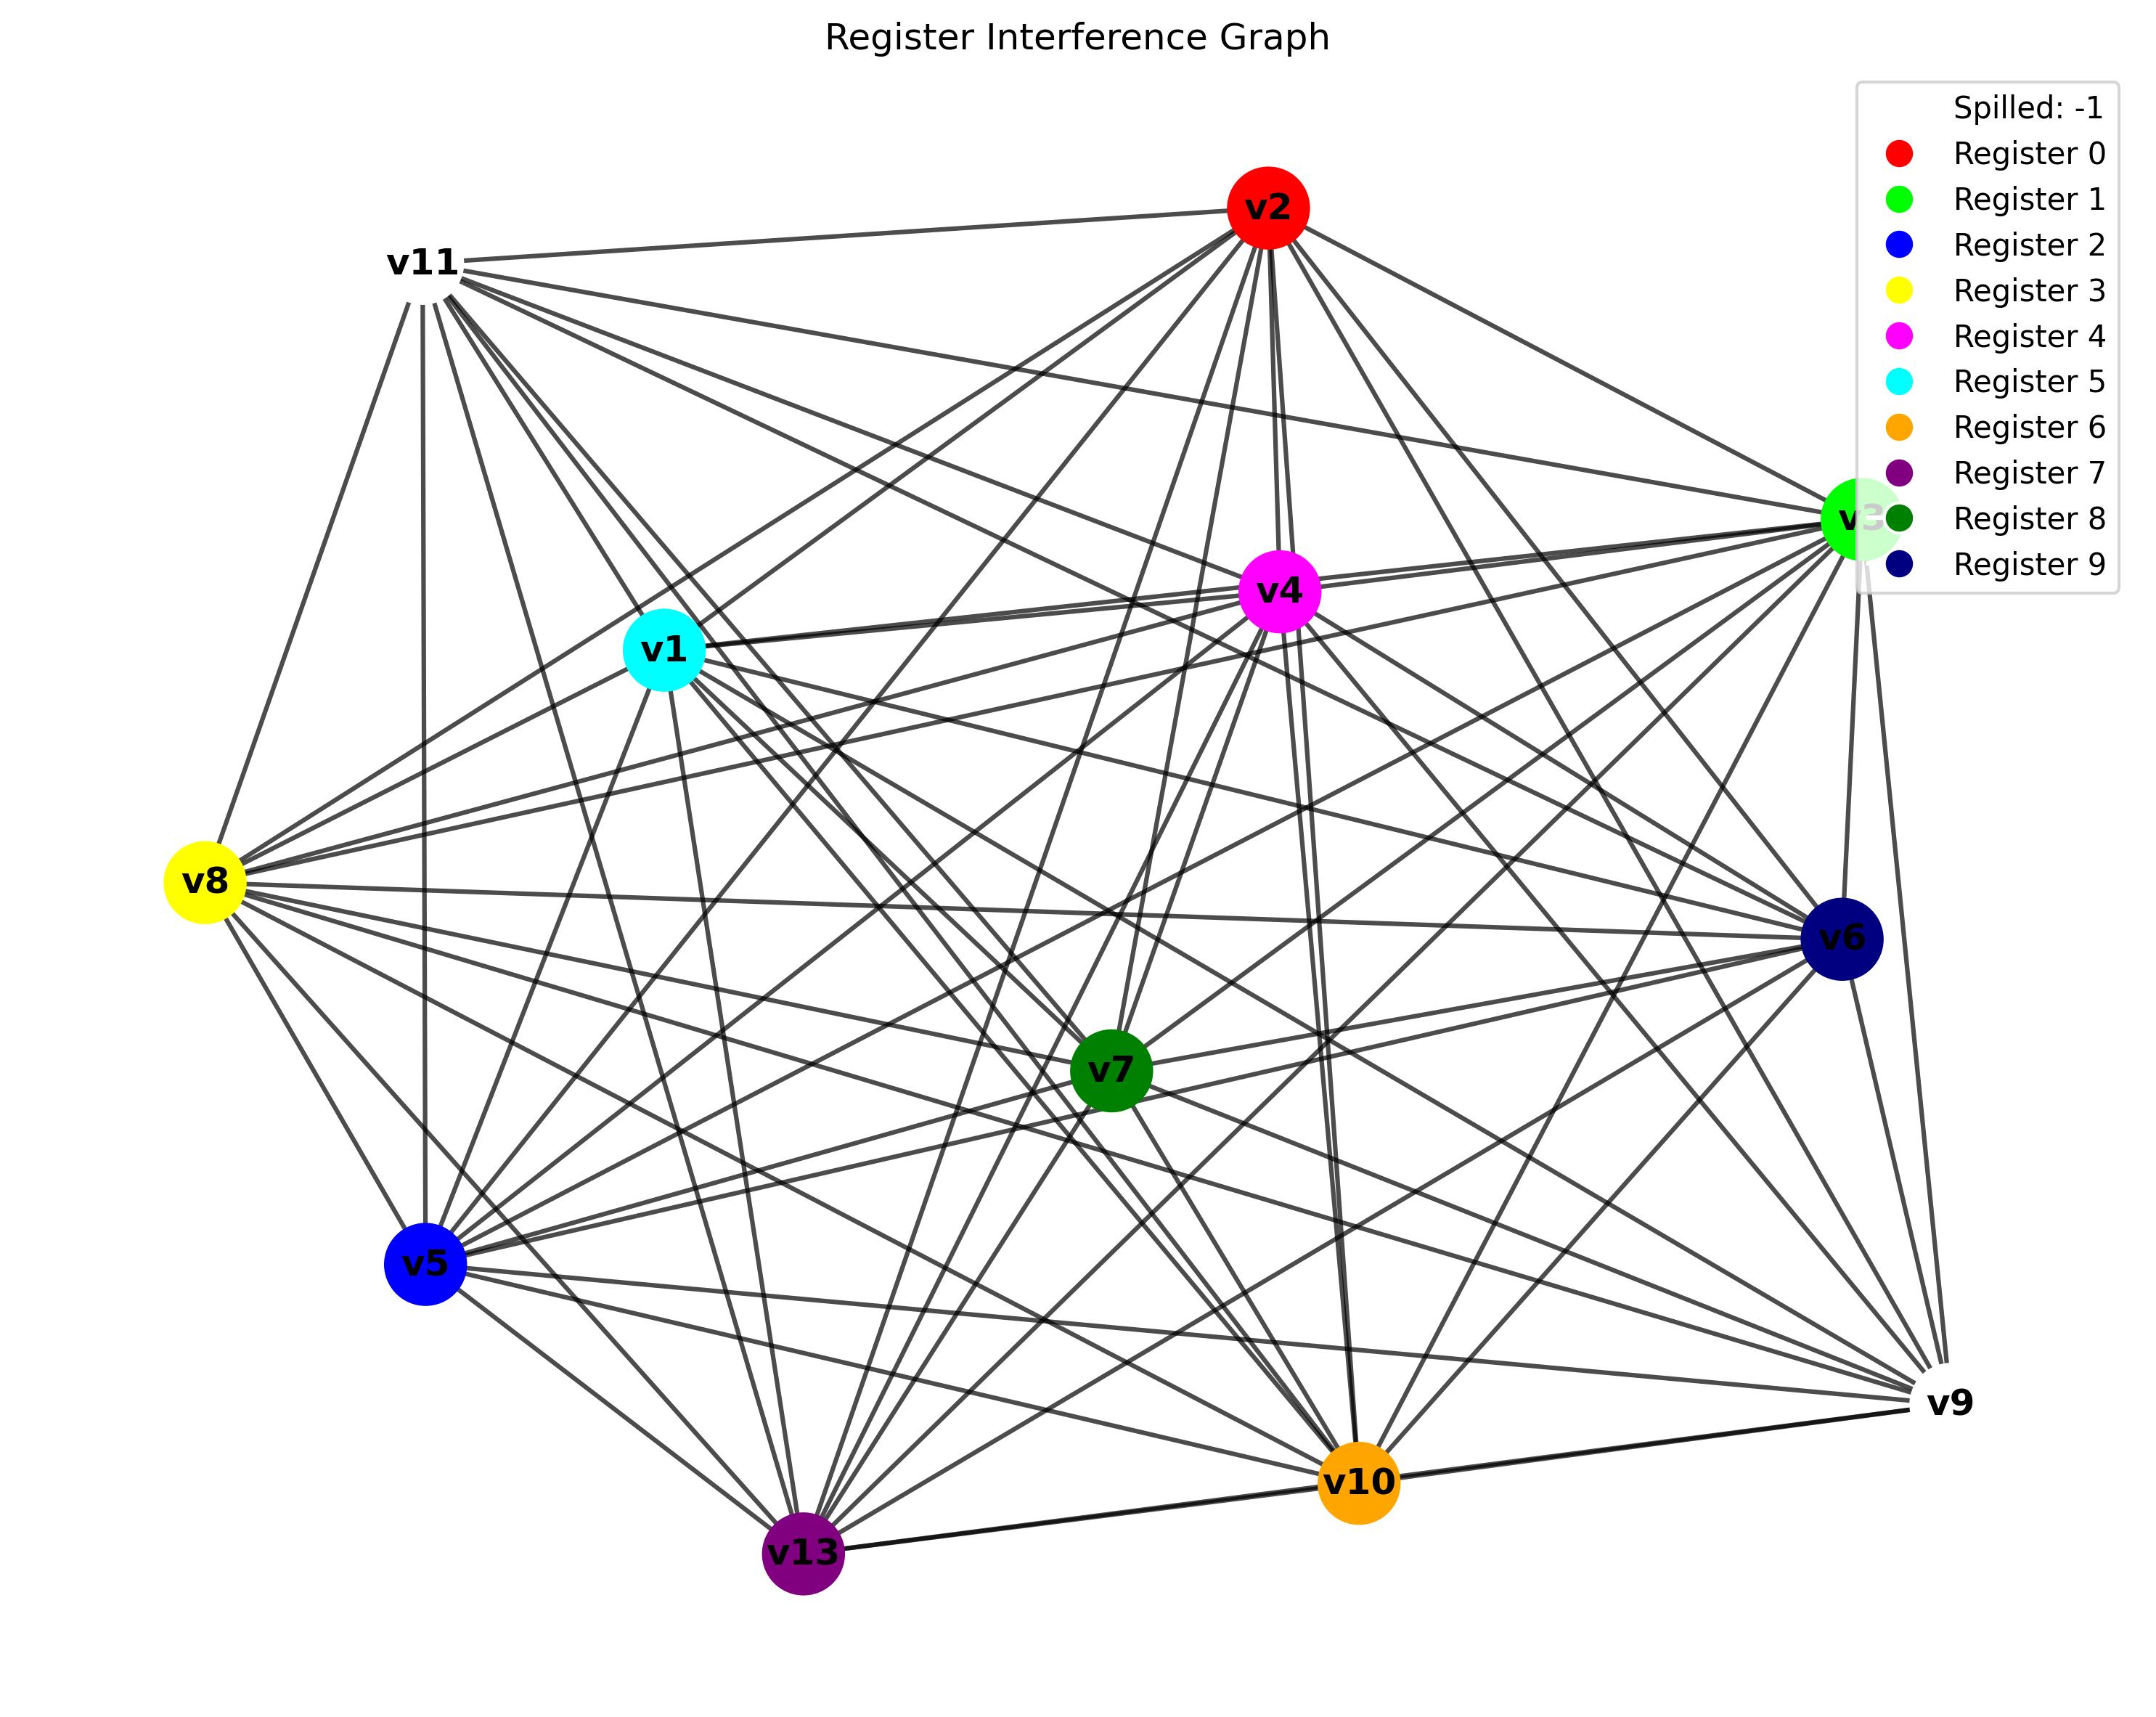 Register Interference Graph
Spilled: -1
Register 0
Register 1
Register 2
Register 3
Register 4
Register 5
Register 6
Register 7
Register 8
Register 9
v2
v11
v3
v4
v1
v8
v6
v7
v5
v9
v10
v13